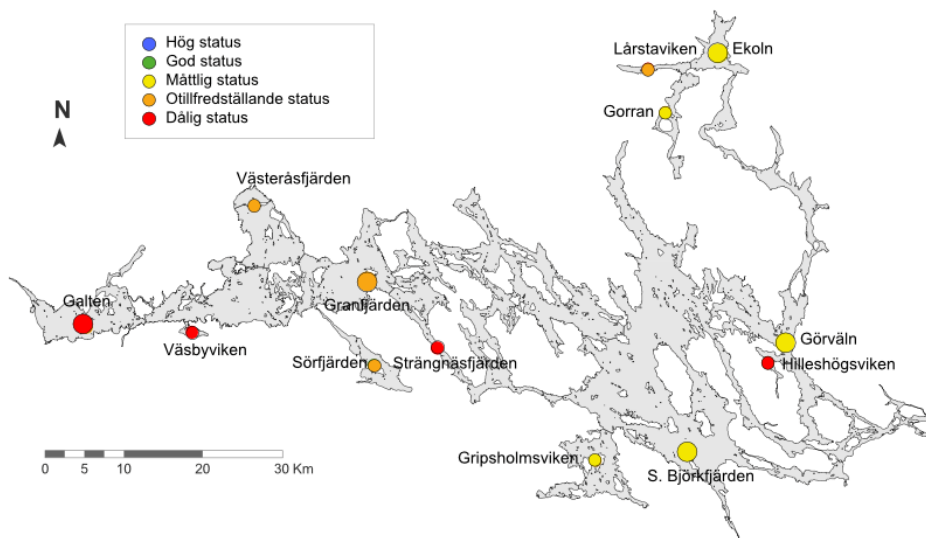 Hög status
God status
Måttlig status
Otillfredställande status
Dålig status
N
Lårstaviken
Ekoln
Gorran
Västeråsfjärden
Granfjärden
Galten
Väsbyviken
Sörfjärden
Strängnäsfjärden
Görväln
Hilleshögsviken
Gripsholmsviken
S. Björkfjärden
0 5 10 20 30 Km